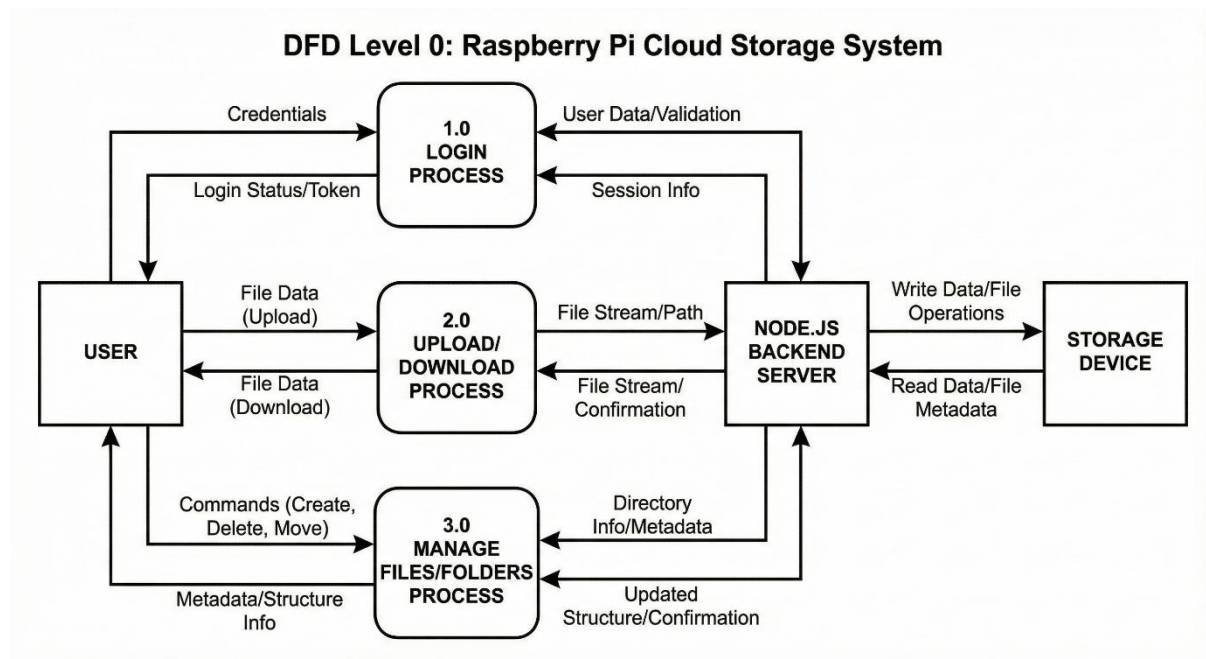 DFD Level 0: Raspberry Pi Cloud Storage System
Credentials
1.0
LOGIN
PROCESS
User Data/Validation
Login Status/Token
Session Info
USER
File Data
(Upload)
2.0
UPLOAD/
DOWNLOAD
PROCESS
File Stream/Path
File Data
(Download)
File Stream/
Confirmation
NODE.JS
BACKEND
SERVER
Write Data/File
Operations
Read Data/File
Metadata
STORAGE
DEVICE
Commands (Create,
Delete, Move)
3.0
MANAGE
FILES/FOLDERS
PROCESS
Directory
Info/Metadata
Metadata/Structure
Info
Updated
Structure/Confirmation